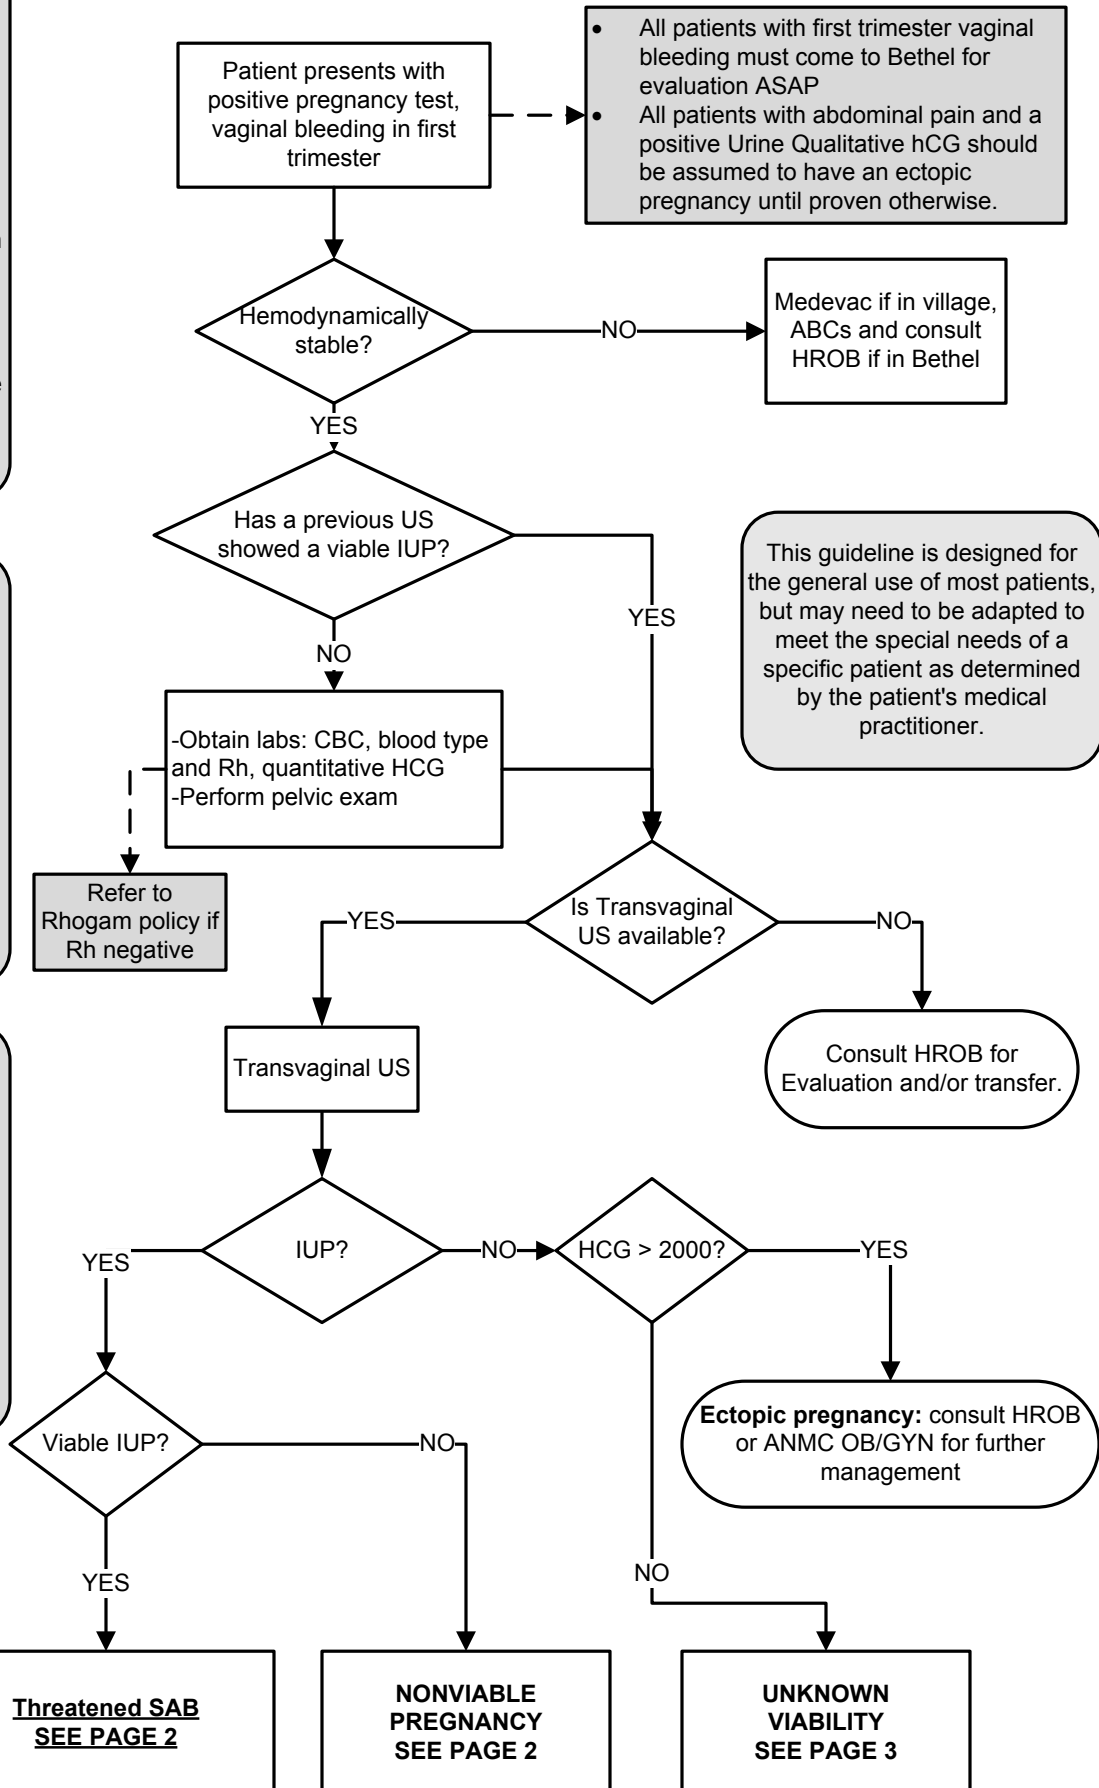 Patient presents with
positive pregnancy test,
vaginal bleeding in first
trimester
• All patients with first trimester vaginal
bleeding must come to Bethel for
evaluation ASAP
• All patients with abdominal pain and a
positive Urine Qualitative hCG should
be assumed to have an ectopic
pregnancy until proven otherwise.
Hemodynamically
stable?
NO
Medevac if in village,
ABCs and consult
HROB if in Bethel
YES
Has a previous US
showed a viable IUP?
YES
NO
This guideline is designed for
the general use of most patients,
but may need to be adapted to
meet the special needs of a
specific patient as determined
by the patient's medical
practitioner.
-Obtain labs: CBC, blood type
and Rh, quantitative HCG
-Perform pelvic exam
Refer to
Rhogam policy if
Rh negative
Is Transvaginal
US available?
YES
NO
Transvaginal US
Consult HROB for
Evaluation and/or transfer.
IUP?
YES
NO
HCG > 2000?
YES
Viable IUP?
NO
Ectopic pregnancy: consult HROB
or ANMC OB/GYN for further
management
YES
NO
Threatened SAB
SEE PAGE 2
NONVIABLE
PREGNANCY
SEE PAGE 2
UNKNOWN
VIABILITY
SEE PAGE 3